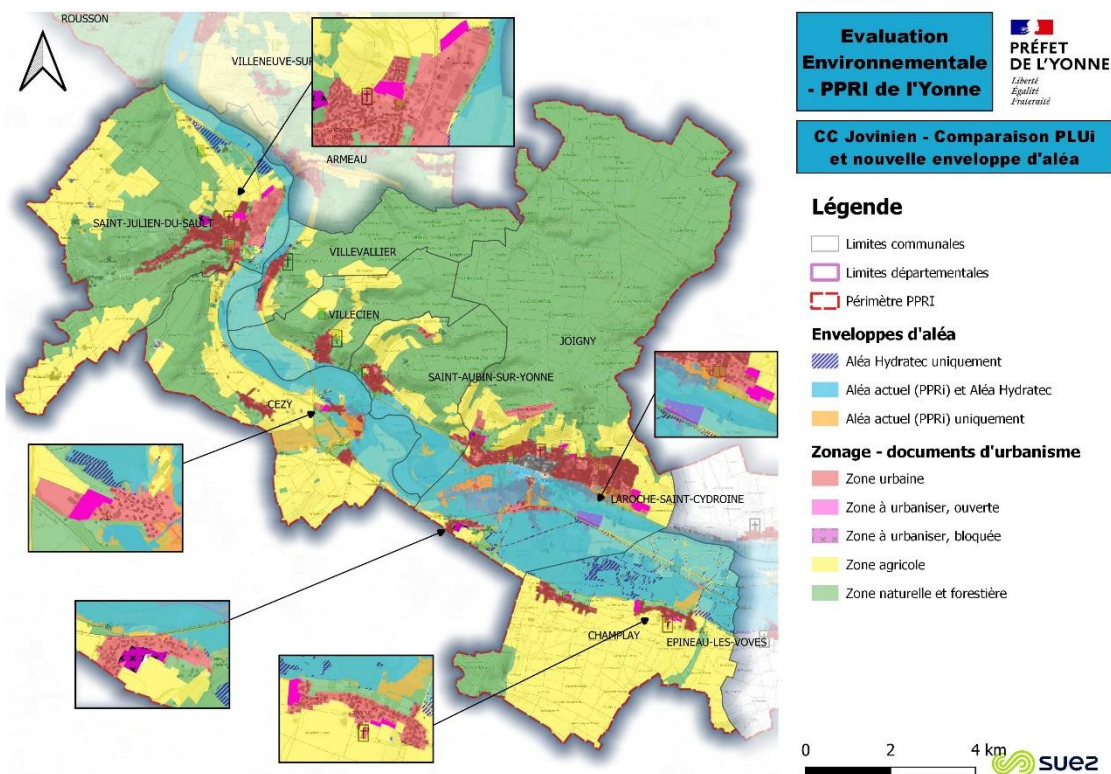 ROUSSON
VILLENEUVE-SUR
ARMEAU
SAINT-JULIEN-DU-SAULT
VILLEVALLIER
VILLECIEN
JOIGNY
SAINT-AUBIN-SUR-YONNE
CEZY
LAROCHE-SAINT-CYDROINE
CHAMPLAY
EPINEAU-LES-VOVES
Evaluation
Environnementale
- PPRI de l'Yonne
PRÉFET
DE L'YONNE
Liberté
Égalité
Fraternité
CC Jovinien - Comparaison PLUi
et nouvelle enveloppe d'aléa
Légende
Limites communales
Limites départementales
Périmètre PPRI
Enveloppes d'aléa
Aléa Hydratec uniquement
Aléa actuel (PPRi) et Aléa Hydratec
Aléa actuel (PPRi) uniquement
Zonage - documents d'urbanisme
Zone urbaine
Zone à urbaniser, ouverte
Zone à urbaniser, bloquée
Zone agricole
Zone naturelle et forestière
0 2 4 km
suez